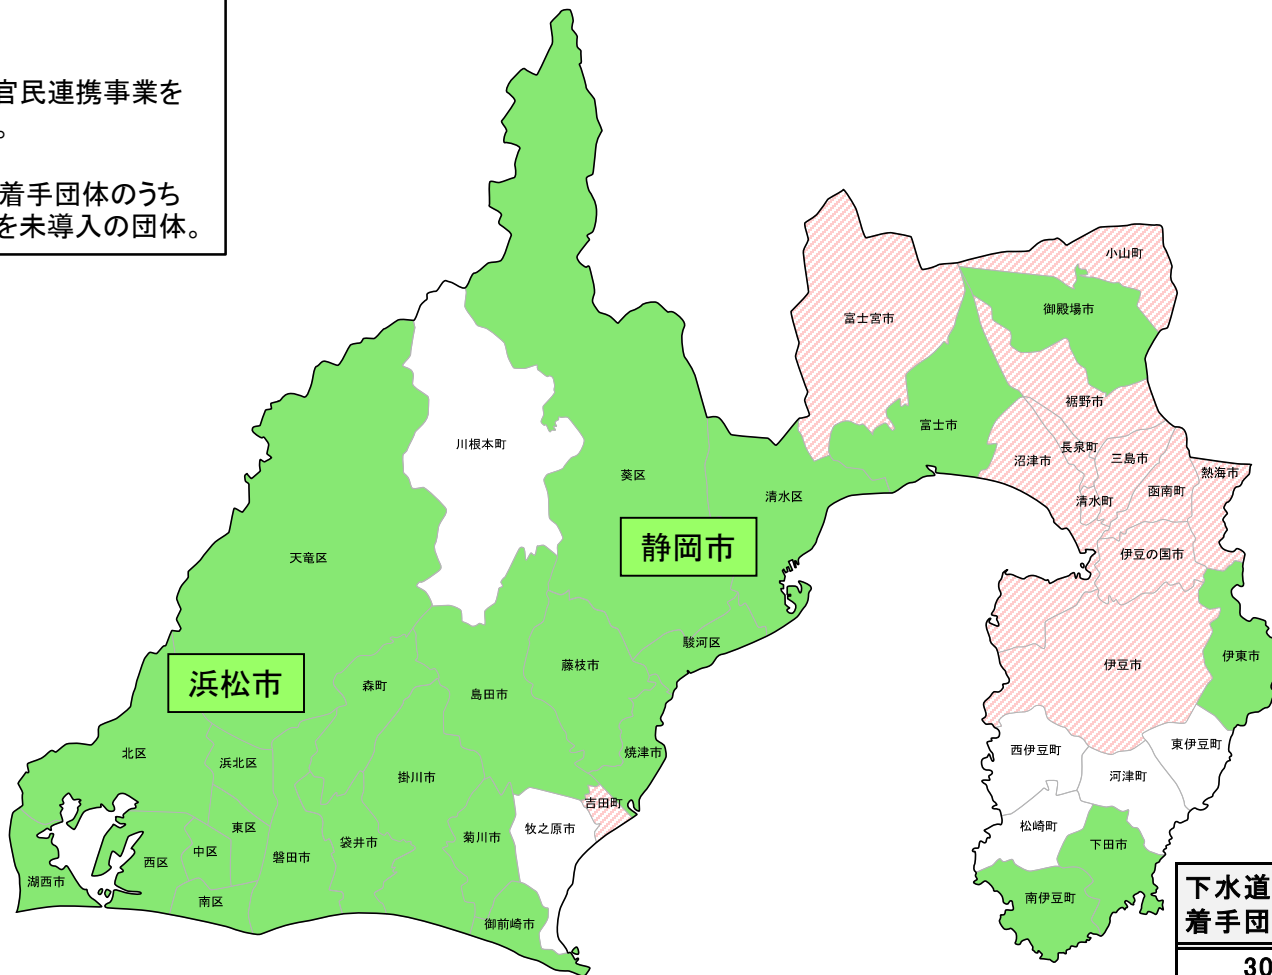 官民連携事業を
。
着手団体のうち
を未導入の団体。
小山町
御殿場市
富士宮市
裾野市
富士市
長泉町
沼津市
三島市
熱海市
函南町
清水町
川根本町
葵区
清水区
静岡市
伊豆の国市
天竜区
駿河区
伊東市
藤枝市
伊豆市
浜松市
森町
島田市
東伊豆町
西伊豆町
焼津市
北区
浜北区
掛川市
河津町
吉田町
東区
牧之原市
松崎町
菊川市
袋井市
下田市
中区
磐田市
西区
湖西市
南区
南伊豆町
御前崎市
下水道
着手団
30